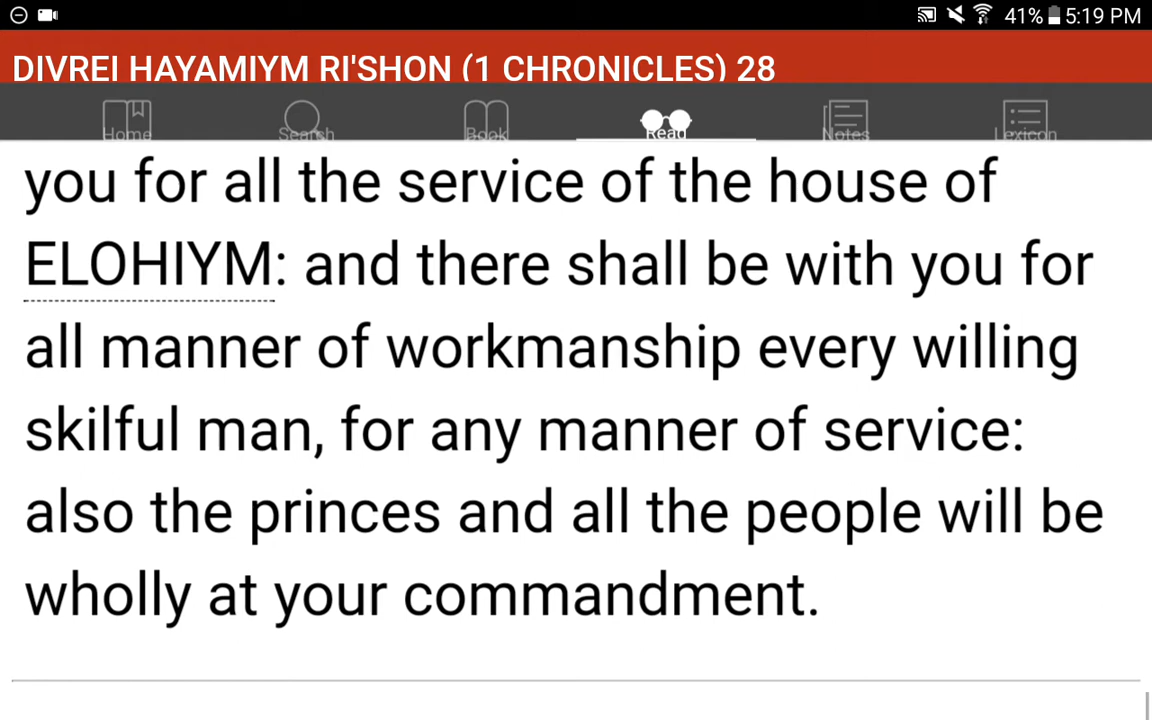 41% 5:19 PM
DIVREI HAYAMIYM RI'SHON (1 CHRONICLES) 28
Home Search Book Read Notes Lexicon
you for all the service of the house of
ELOHIYM: and there shall be with you for
all manner of workmanship every willing
skilful man, for any manner of service:
also the princes and all the people will be
wholly at your commandment.